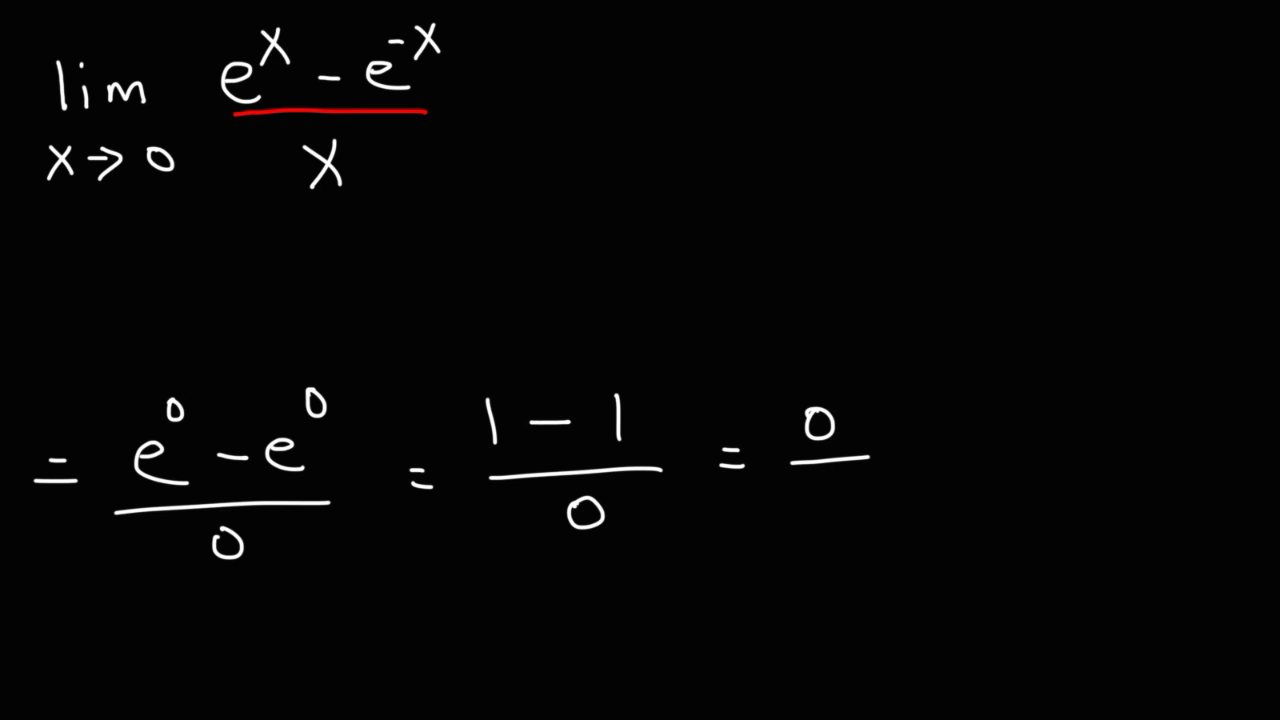 lim e^x - e^-x
x → 0 x
= e^0 - e^0 = 1 - 1 = 0
0 0